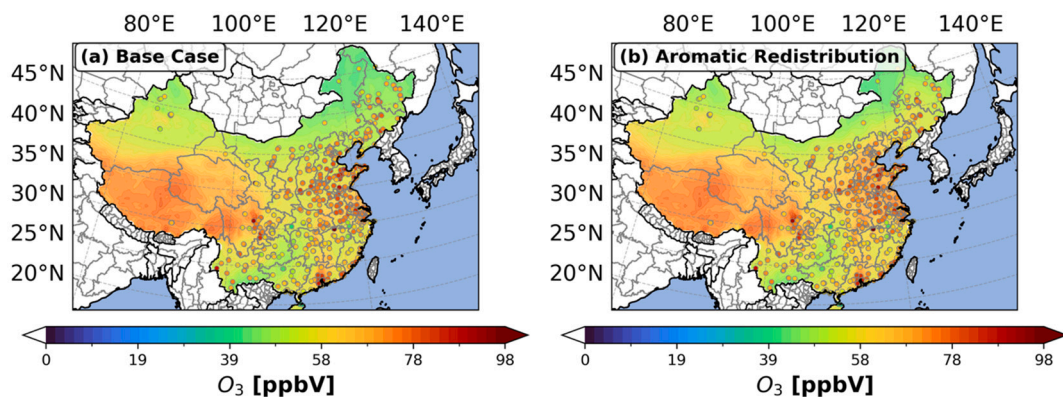 80°E 100°E 120°E 140°E 80°E 100°E 120°E 140°E
(a) Base Case (b) Aromatic Redistribution
45°N 45°N
40°N 40°N
35°N 35°N
30°N 30°N
25°N 25°N
20°N 20°N
0 19 39 58 78 98 0 19 39 58 78 98
O₃ [ppbV] O₃ [ppbV]